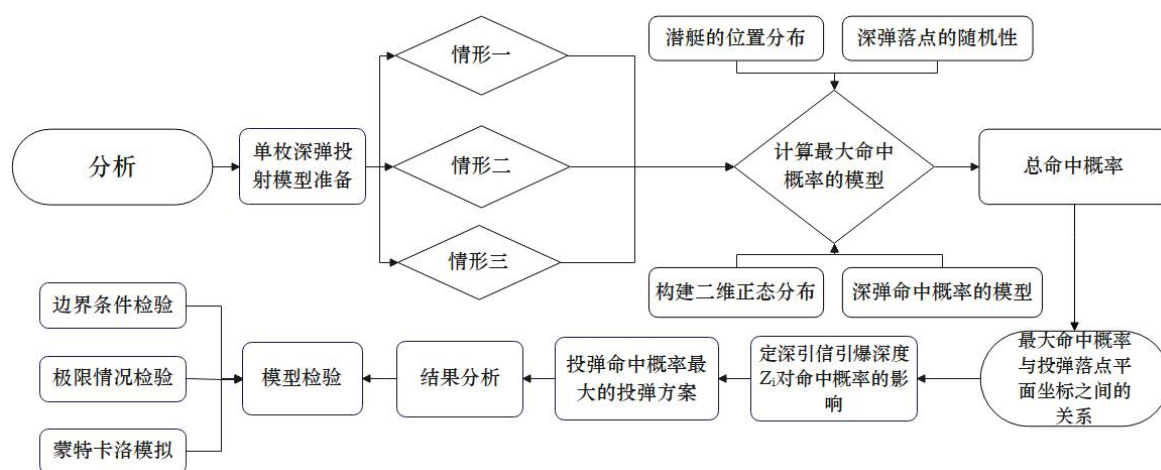 分析
单枚深弹投
射模型准备
情形一
情形二
情形三
潜艇的位置分布
深弹落点的随机性
计算最大命中
概率的模型
构建二维正态分布
深弹命中概率的模型
总命中概率
最大命中概率
与投弹落点平
面坐标之间的
关系
定深引信引爆深度
Z₁对命中概率的影
响
投弹命中概率最
大的投弹方案
结果分析
模型检验
边界条件检验
极限情况检验
蒙特卡洛模拟